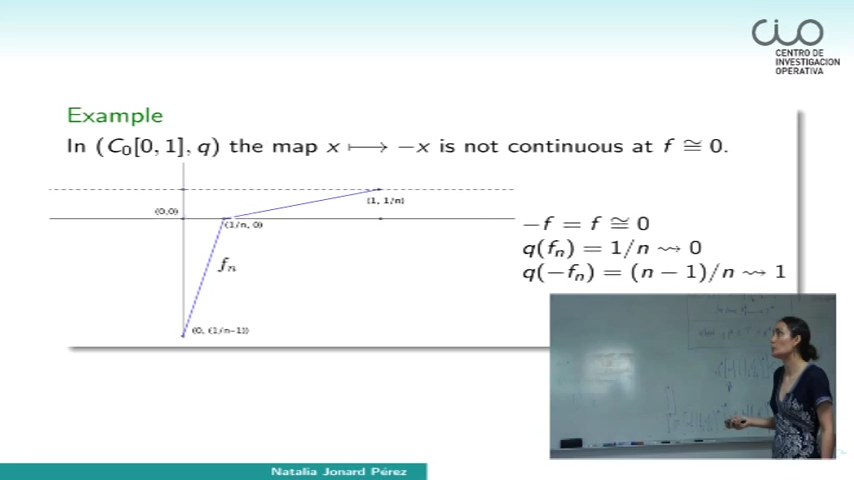 CIO
CENTRO DE
INVESTIGACION
OPERATIVA
Example
In (C₀[0, 1], q) the map x ⟼ −x is not continuous at f ≅ 0.
(0,0)
(1, 1/n)
(1/n, 0)
fₙ
(0, (1/n-1))
−f = f ≅ 0
q(fₙ) = 1/n ⇝ 0
q(−fₙ) = (n − 1)/n ⇝ 1
Natalia Jonard Pérez